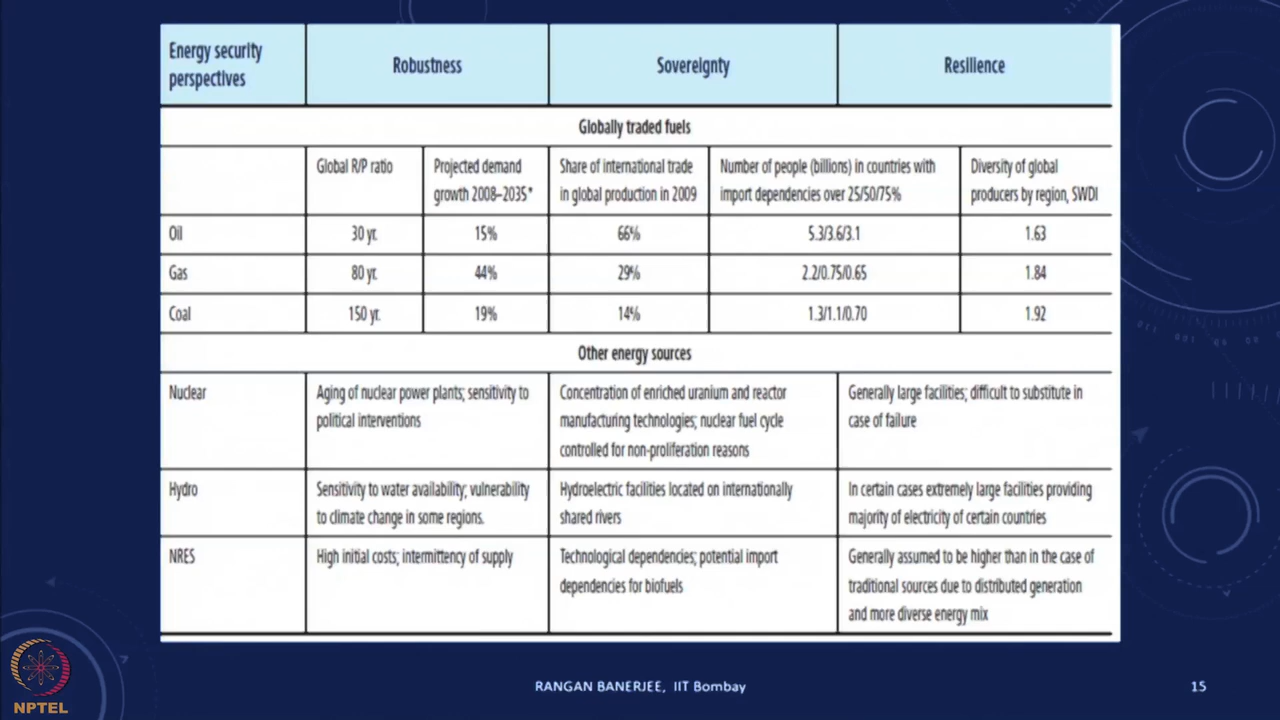 Energy security perspectives Robustness Sovereignty Resilience
Globally traded fuels
Global R/P ratio Projected demand growth 2008–2035* Share of international trade in global production in 2009 Number of people (billions) in countries with import dependencies over 25/50/75% Diversity of global producers by region, SWDI
Oil 30 yr. 15% 66% 5.3/3.6/3.1 1.63
Gas 80 yr. 44% 29% 2.2/0.75/0.65 1.84
Coal 150 yr. 19% 14% 1.3/1.1/0.70 1.92
Other energy sources
Nuclear Aging of nuclear power plants; sensitivity to political interventions Concentration of enriched uranium and reactor manufacturing technologies; nuclear fuel cycle controlled for non-proliferation reasons Generally large facilities; difficult to substitute in case of failure
Hydro Sensitivity to water availability; vulnerability to climate change in some regions. Hydroelectric facilities located on internationally shared rivers In certain cases extremely large facilities providing majority of electricity of certain countries
NRES High initial costs; intermittency of supply Technological dependencies; potential import dependencies for biofuels Generally assumed to be higher than in the case of traditional sources due to distributed generation and more diverse energy mix
NPTEL
RANGAN BANERJEE, IIT Bombay
15